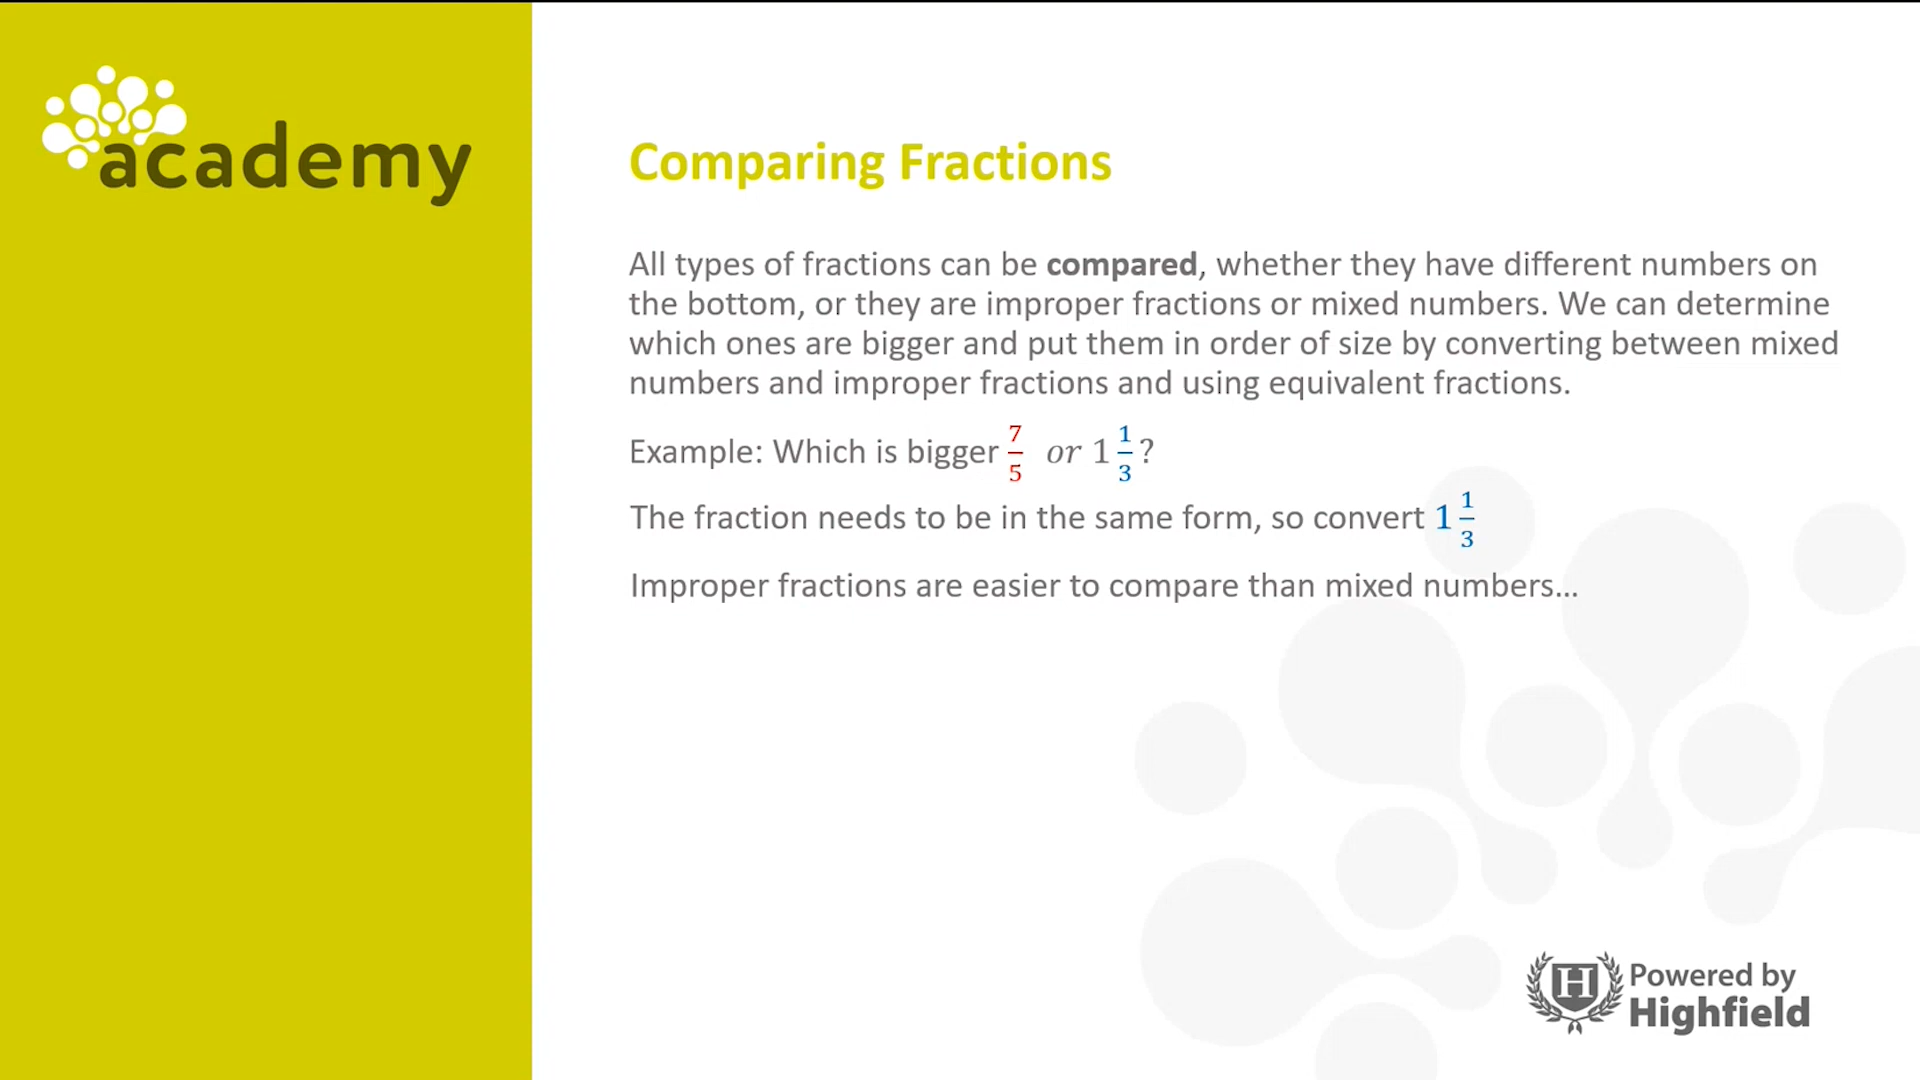 academy
Comparing Fractions
All types of fractions can be compared, whether they have different numbers on
the bottom, or they are improper fractions or mixed numbers. We can determine
which ones are bigger and put them in order of size by converting between mixed
numbers and improper fractions and using equivalent fractions.
Example: Which is bigger 7/5 or 1 1/3?
The fraction needs to be in the same form, so convert 1 1/3
Improper fractions are easier to compare than mixed numbers…
H
Powered by
Highfield